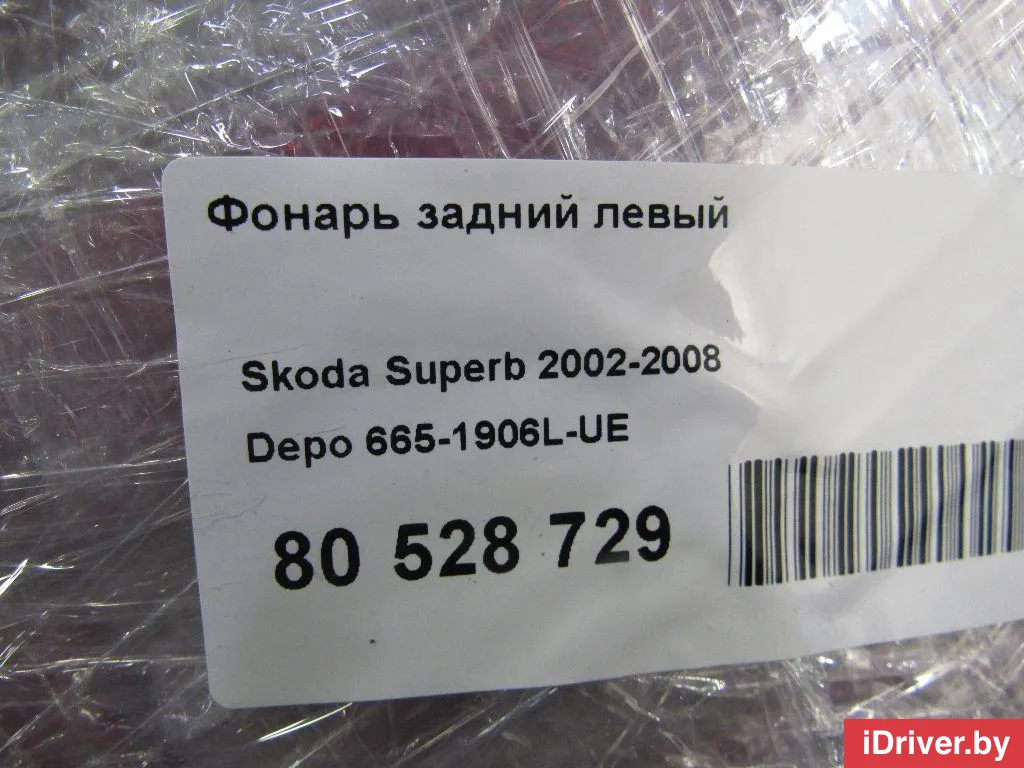 Фонарь задний левый
Skoda Superb 2002-2008
Depo 665-1906L-UE
80 528 729
iDriver.by